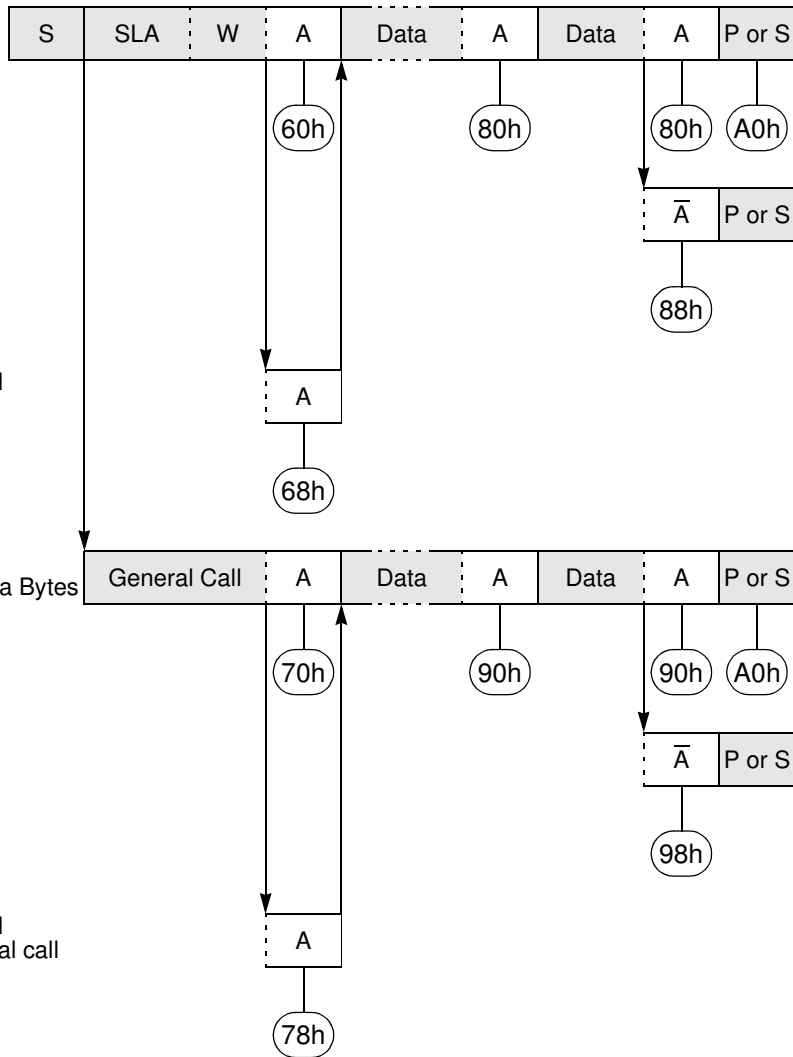 S SLA W A Data A Data A P or S
60h 80h 80h A0h
A̅ P or S
88h
A
68h
a Bytes General Call A Data A Data A P or S
70h 90h 90h A0h
A̅ P or S
98h
A
al call
78h